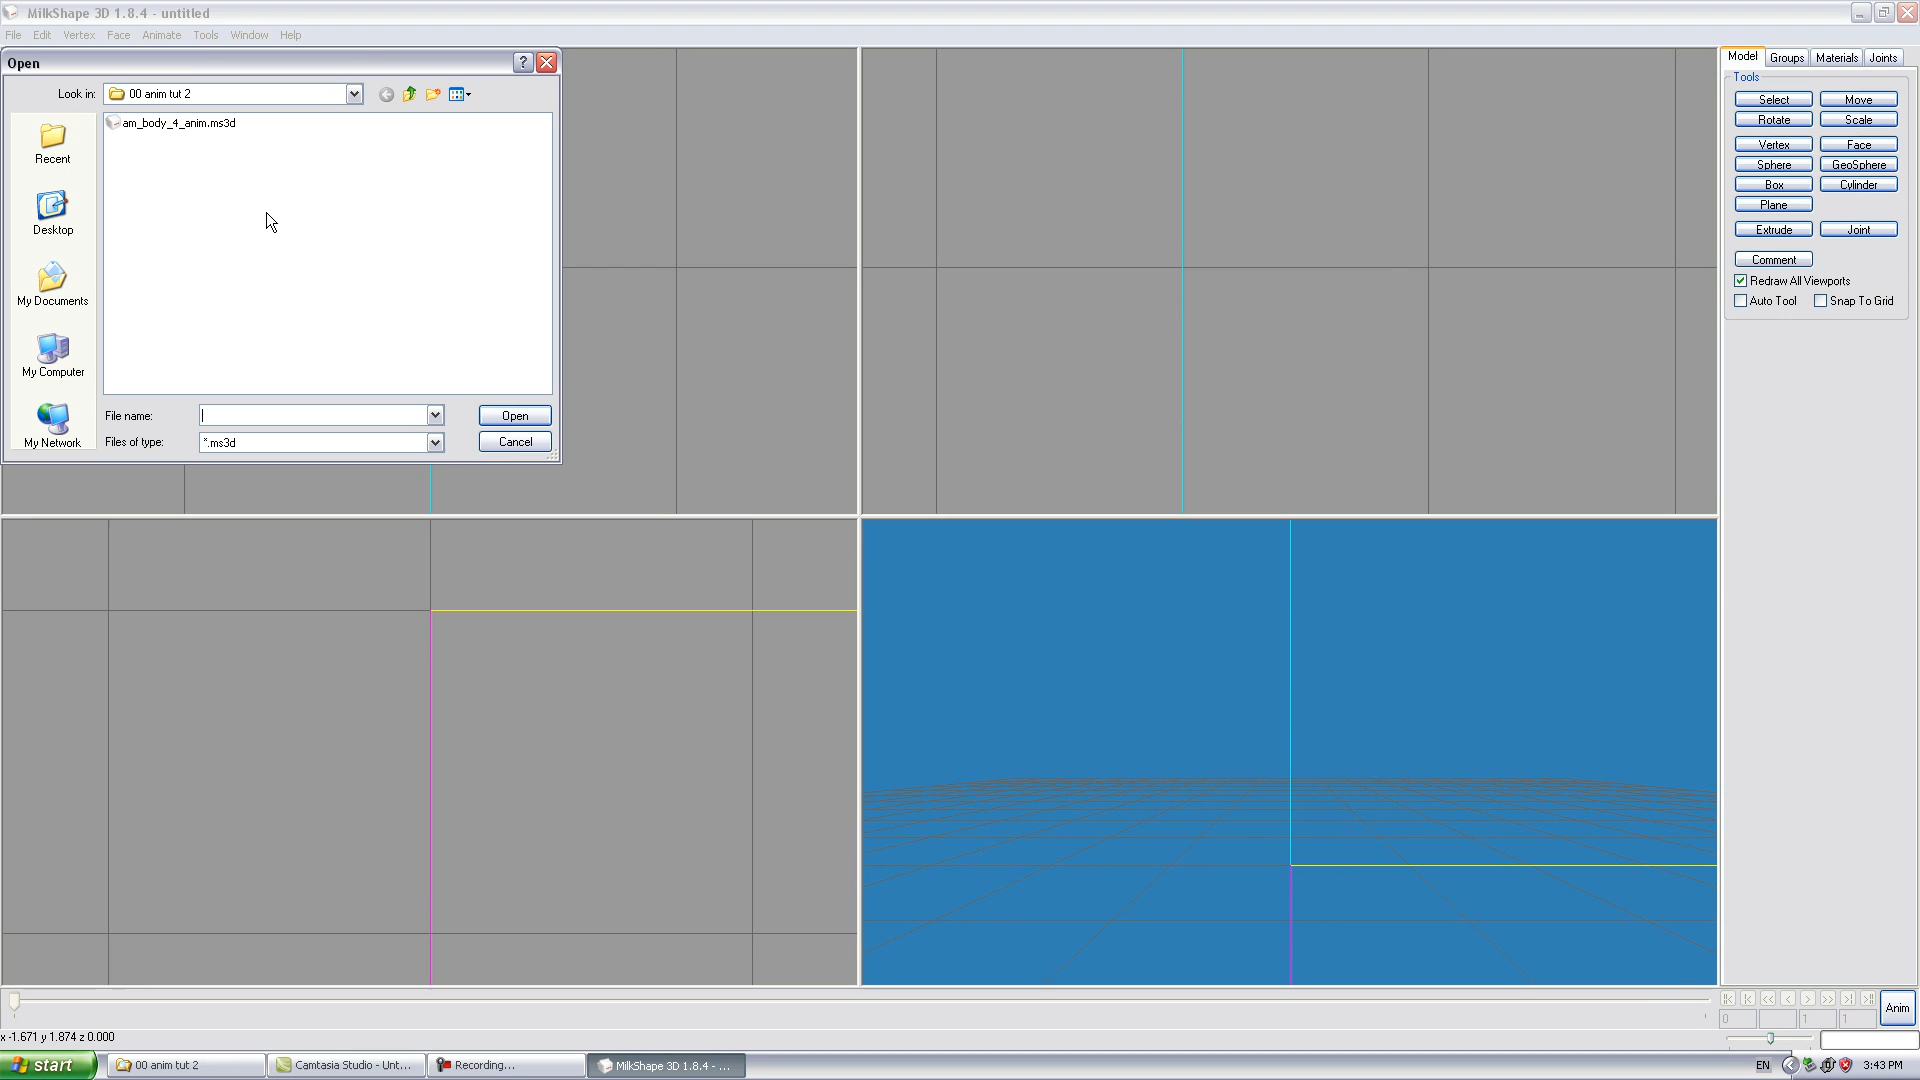 MilkShape 3D 1.8.4 - untitled
File Edit Vertex Face Animate Tools Window Help
Open
Look in: 00 anim tut 2
am_body_4_anim.ms3d
Recent
Desktop
My Documents
My Computer
My Network
File name:
Open
Files of type: *.ms3d
Cancel
Model Groups Materials Joints
Tools
Select Move
Rotate Scale
Vertex Face
Sphere GeoSphere
Box Cylinder
Plane
Extrude Joint
Comment
Redraw All Viewports
Auto Tool Snap To Grid
0 1 1
Anim
x -1.671 y 1.874 z 0.000
start 00 anim tut 2 Camtasia Studio - Unt... Recording... MilkShape 3D 1.8.4 - ... EN 3:43 PM